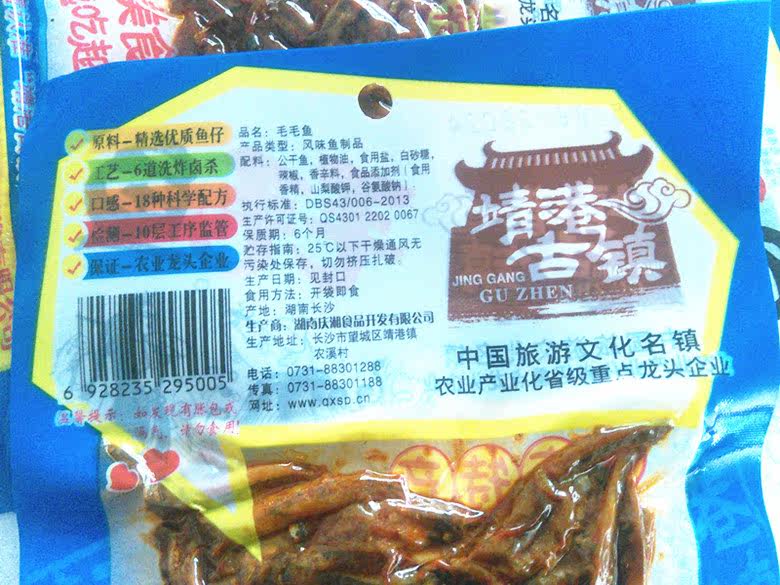 美食
吃起
原料-精选优质鱼仔
工艺-6道洗炸卤杀
口感-18种科学配方
检测-10层工序监管
保证-农业龙头企业
6 928235 295005
温馨提示: 如发现有胀包或
漏气, 请勿食用!
品名: 毛毛鱼
产品类型: 风味鱼制品
配料: 公干鱼, 植物油, 食用盐, 白砂糖,
辣椒, 香辛料, 食品添加剂(食用
香精, 山梨酸钾, 谷氨酸钠)。
执行标准: DBS43/006-2013
生产许可证号: QS4301 2202 0067
保质期: 6个月
贮存指南: 25℃以下干燥通风无
污染处保存, 切勿挤压扎破。
生产日期: 见封口
食用方法: 开袋即食
产地: 湖南长沙
生产商: 湖南庆湘食品开发有限公司
生产地址: 长沙市望城区靖港镇
农溪村
电话: 0731-88301288
传真: 0731-88301188
网址: www.qxsp.cn
靖港
古镇
JING GANG
GU ZHEN
中国旅游文化名镇
农业产业化省级重点龙头企业